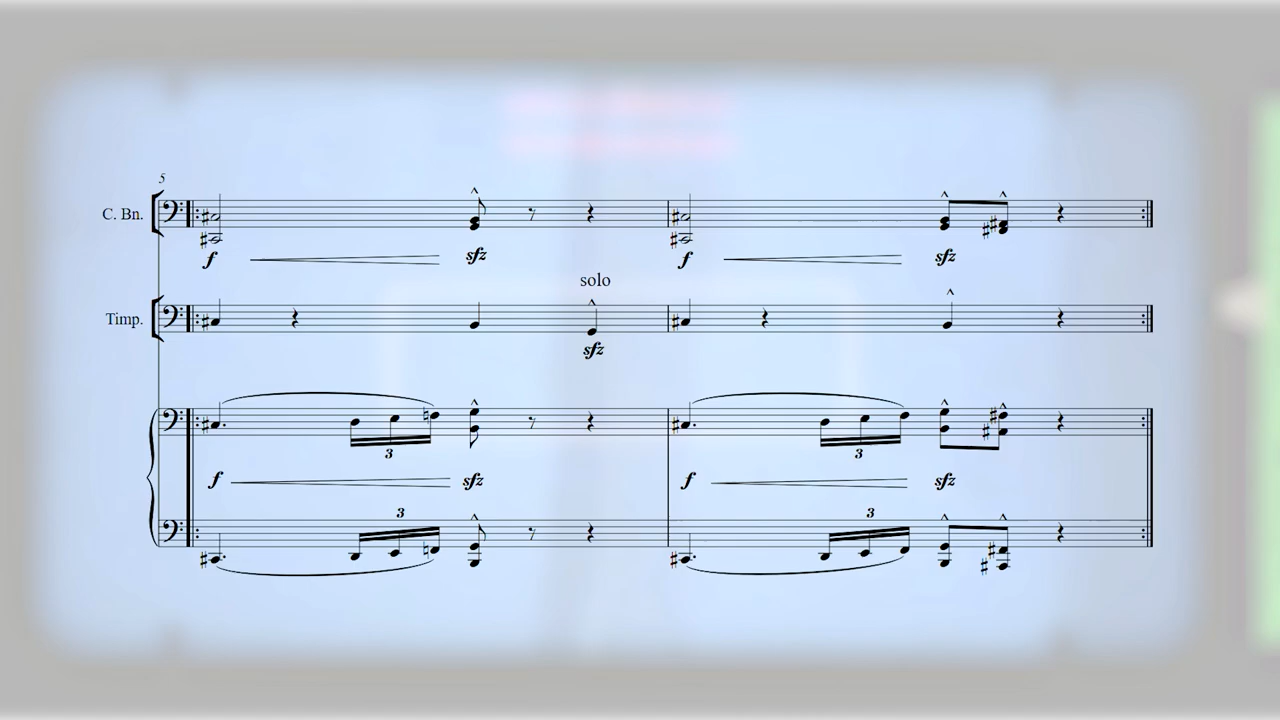 5
C. Bn.
f sfz f sfz
solo
Timp.
sfz
3 3
f sfz f sfz
3 3